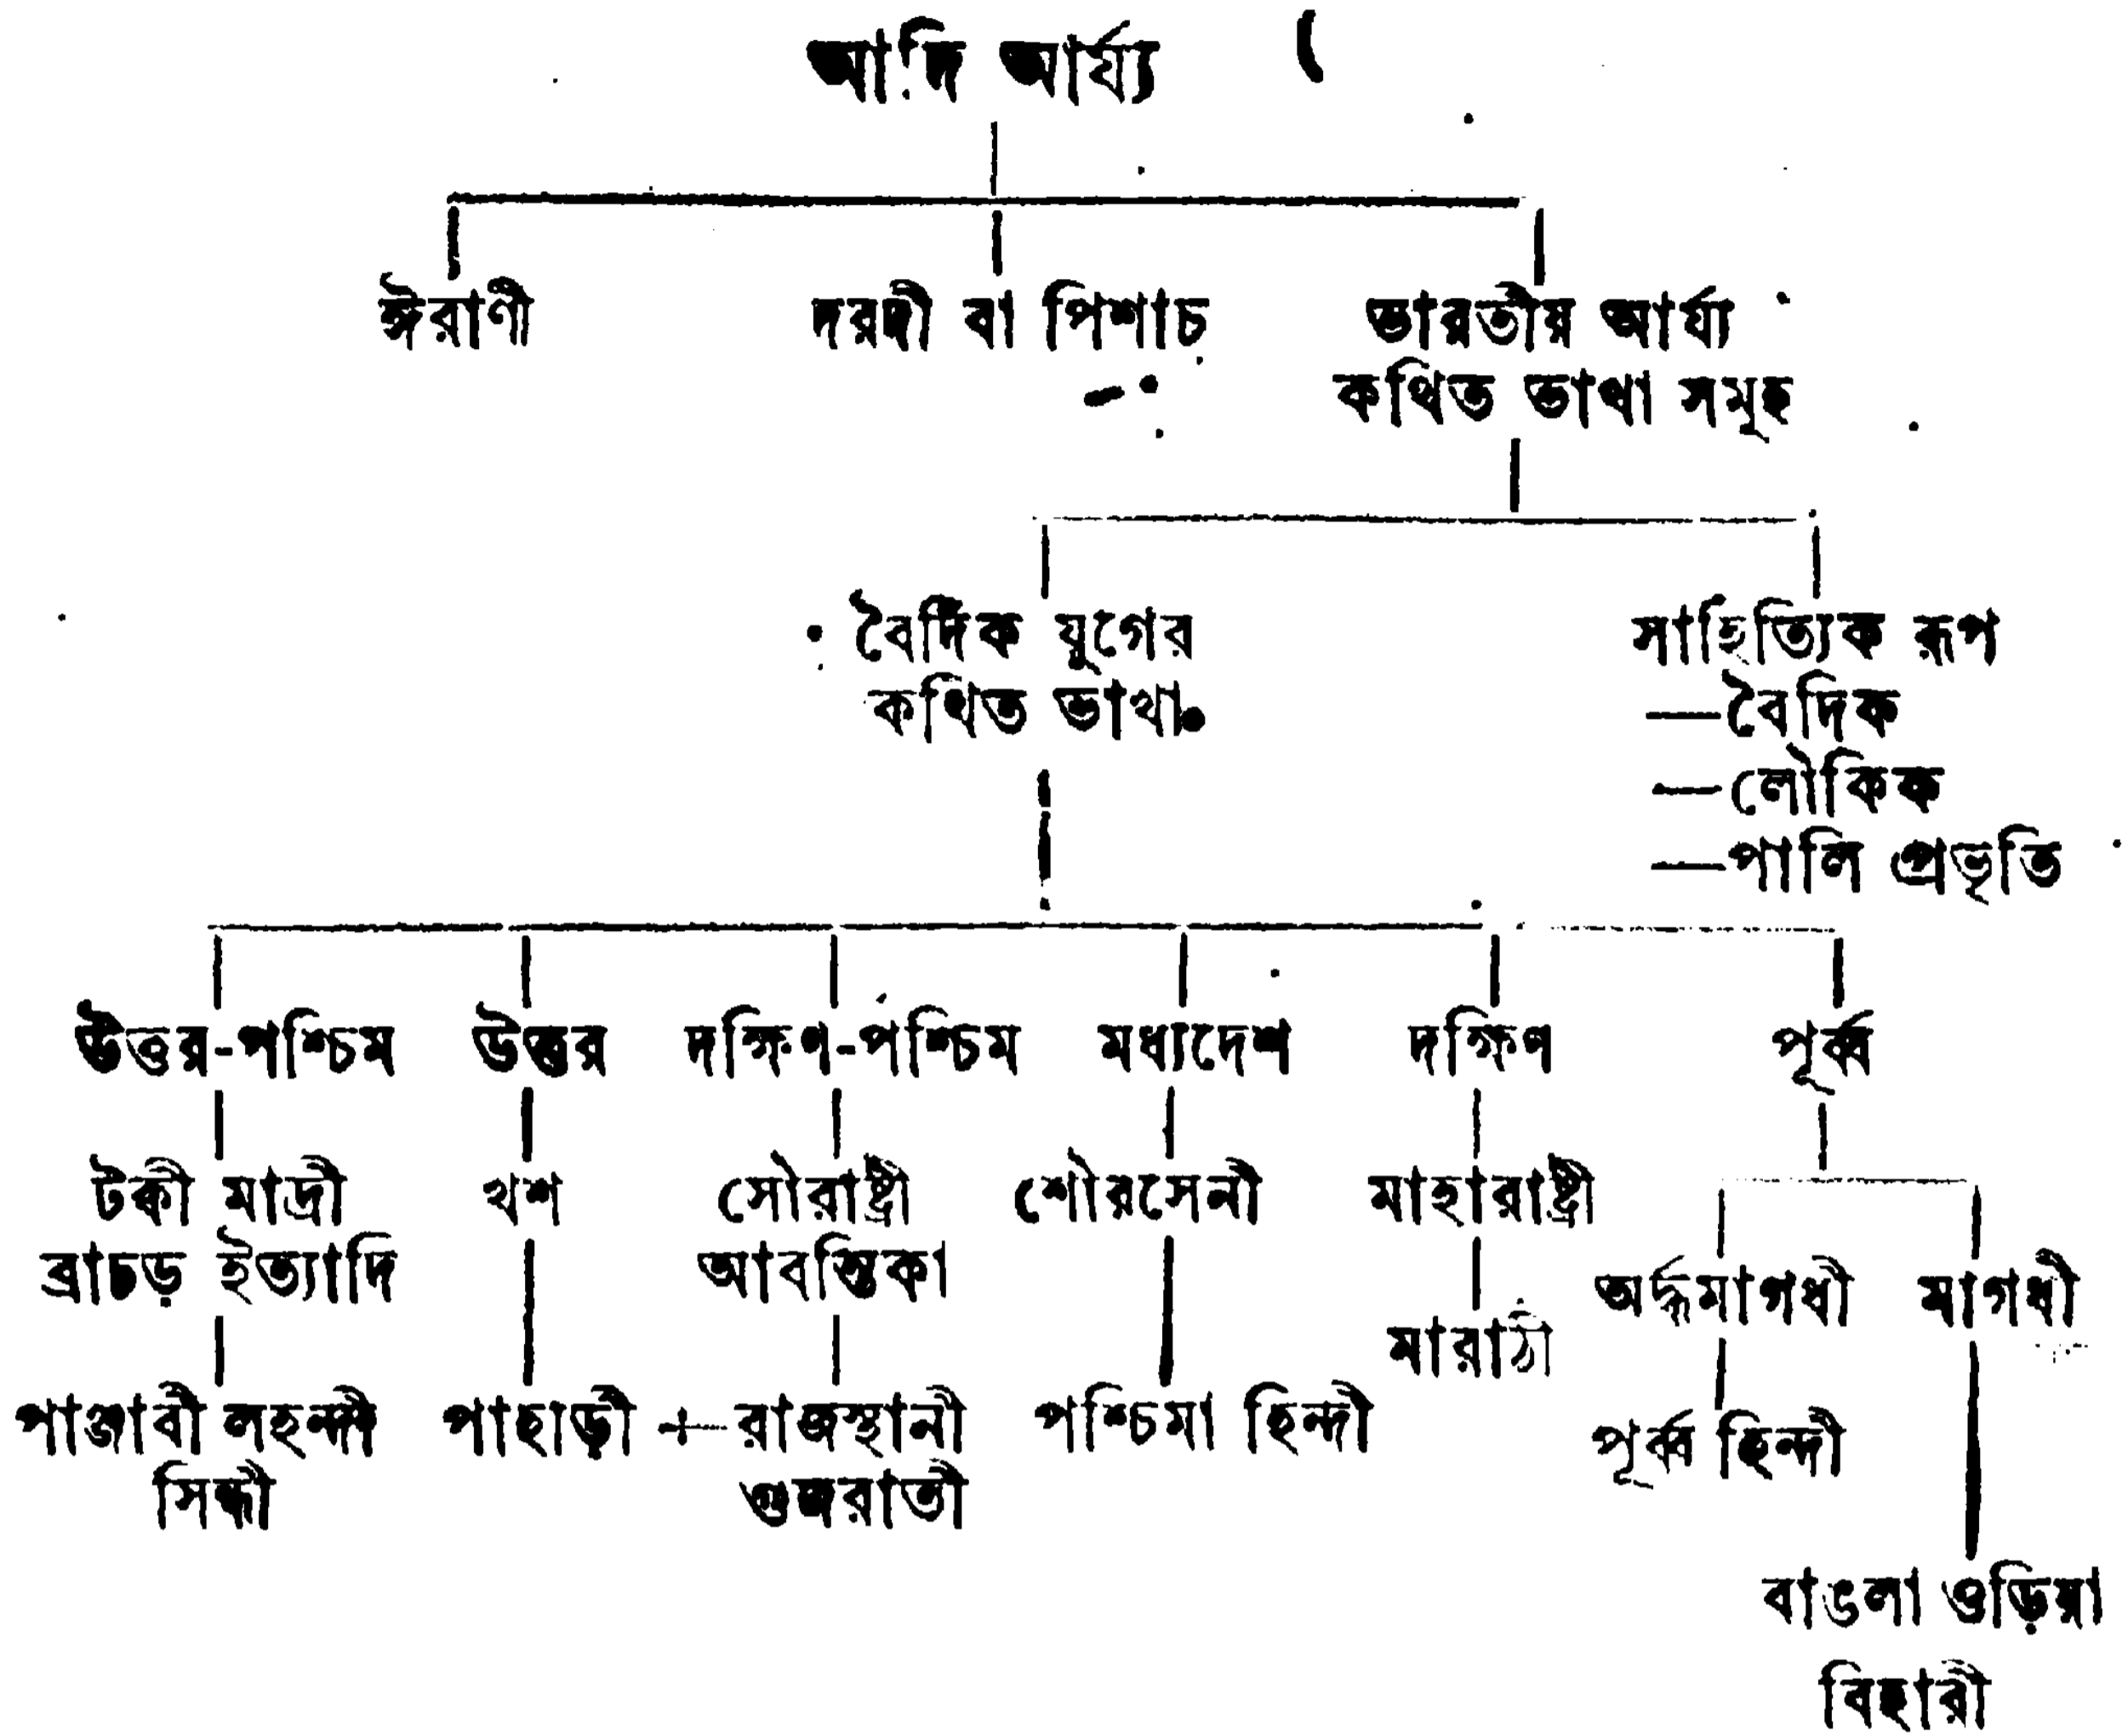 আদি আর্য্য
ঈরাণী
দরদী বা পিশাচ
ভারতীয় আর্য্য
কথিত ভাষা সমূহ
বৈদিক যুগের
কথিত ভাষা
সাহিত্যিক রূপ
—বৈদিক
—লৌকিক
—পালি প্রভৃতি
উত্তর-পশ্চিম
উত্তর
দক্ষিণ-পশ্চিম
মধ্যদেশ
দক্ষিণ
পূর্ব্ব
টক্কী মাদ্রী
ব্রাচড় ইত্যাদি
খশ
সৌরাষ্ট্রী
আবন্তিকা
শৌরসেনী
মাহারাষ্ট্রী
অর্দ্ধমাগধী
মাগধী
মারাঠী
পাঞ্জাবী লহন্দী
সিন্ধী
পাহাড়ী +—রাজস্থানী
গুজরাতী
পশ্চিমা হিন্দী
পূর্ব্ব হিন্দী
বাঙলা ওড়িয়া
বিহারী